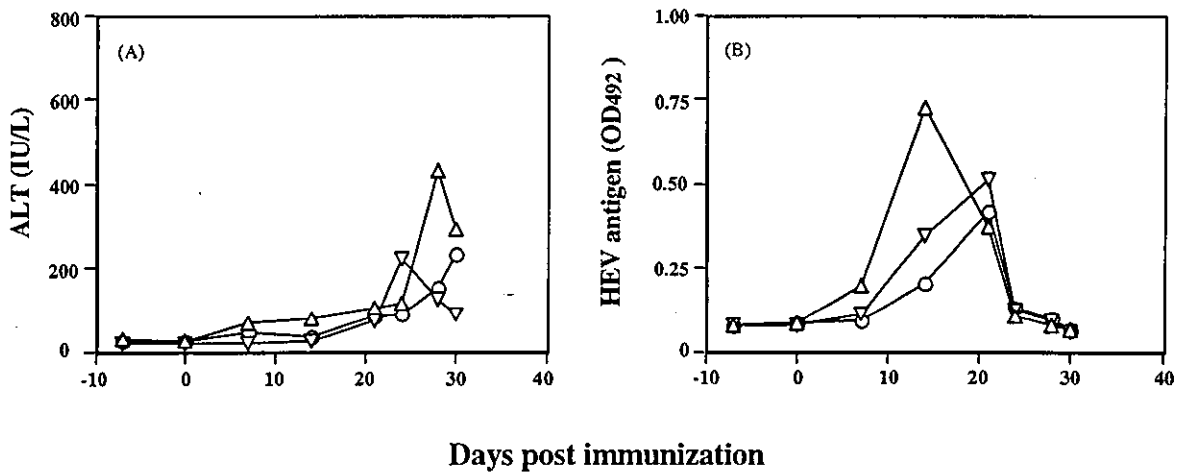 (A)
ALT (IU/L)
800
600
400
200
0
-10 0 10 20 30 40
(B)
HEV antigen (OD492 )
1.00
0.75
0.50
0.25
0
-10 0 10 20 30 40
Days post immunization